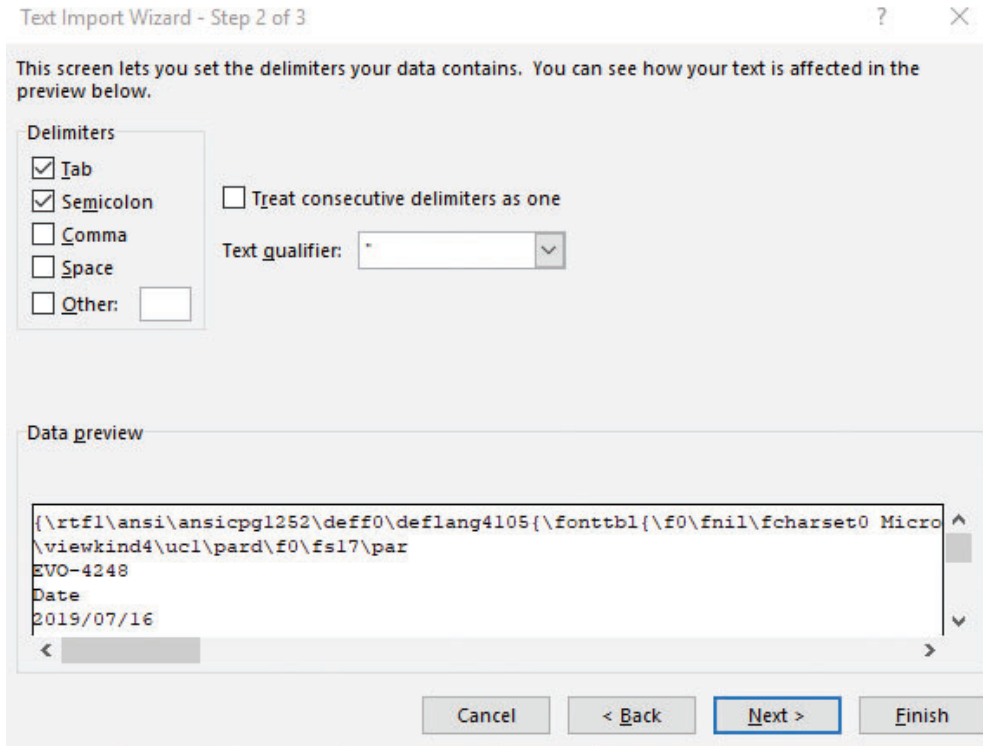 Text Import Wizard - Step 2 of 3
? ×
This screen lets you set the delimiters your data contains. You can see how your text is affected in the
preview below.
Delimiters
Tab
Semicolon
Comma
Space
Other:
Treat consecutive delimiters as one
Text qualifier: "
Data preview
{\rtf1\ansi\ansicpg1252\deff0\deflang4105{\fonttbl{\f0\fnil\fcharset0 Micro
\viewkind4\uc1\pard\f0\fs17\par
EVO-4248
Date
2019/07/16
Cancel
< Back
Next >
Finish